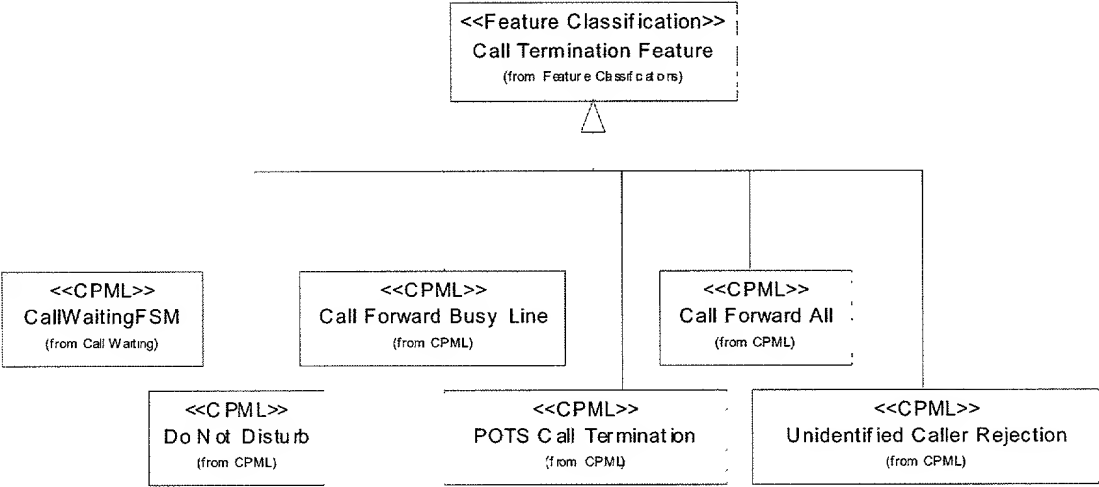 <<Feature Classification>>
Call Termination Feature
(from Feature Classifications)
<<CPML>>
CallWaitingFSM
(from Call Waiting)
<<CPML>>
Call Forward Busy Line
(from CPML)
<<CPML>>
Call Forward All
(from CPML)
<<CPML>>
Do Not Disturb
(from CPML)
<<CPML>>
POTS Call Termination
(from CPML)
<<CPML>>
Unidentified Caller Rejection
(from CPML)